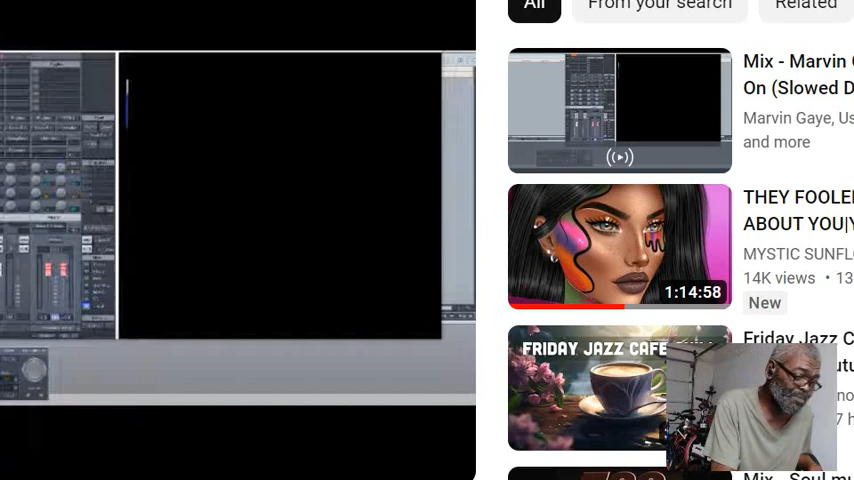 All
From your search
Related
Mix - Marvin
On (Slowed D
Marvin Gaye, Us
and more
THEY FOOLE
ABOUT YOU|Y
MYSTIC SUNFL
14K views • 13
New
1:14:58
Friday Jazz C
FRIDAY JAZZ CAFE
Mix - Soul mu